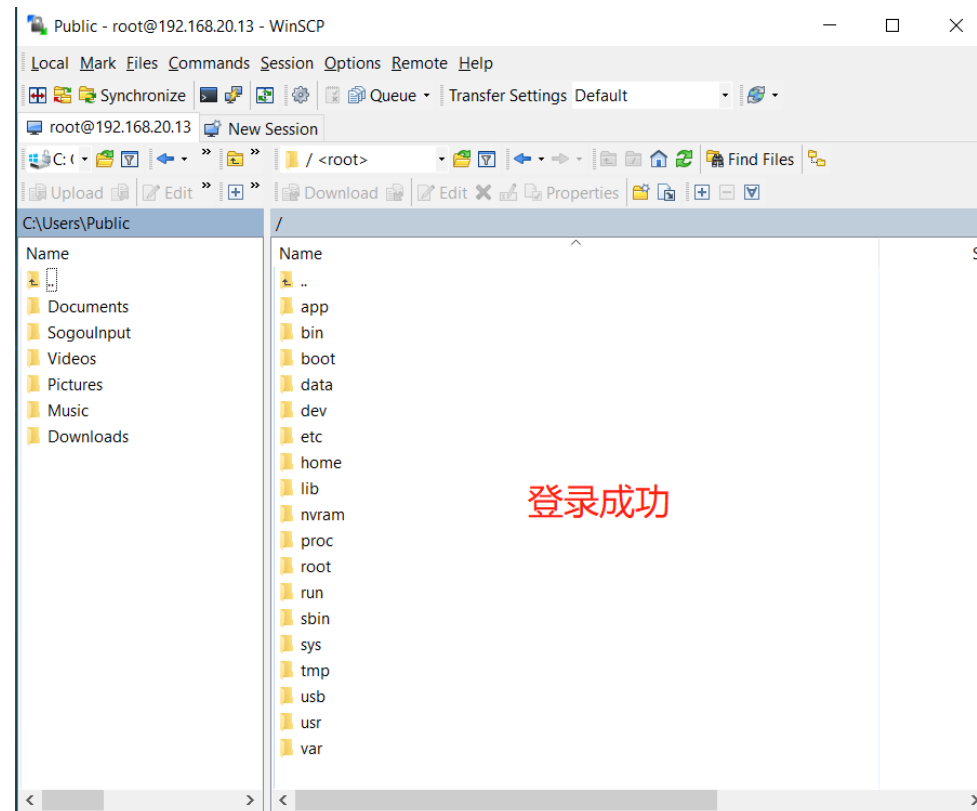 Public - root@192.168.20.13 - WinSCP
Local Mark Files Commands Session Options Remote Help
Synchronize Queue Transfer Settings Default
root@192.168.20.13 New Session
C: ( » » / <root> Find Files
Upload Edit » » Download Edit Properties
C:\Users\Public /
Name Name S
.. ..
Documents app
SogouInput bin
Videos boot
Pictures data
Music dev
Downloads etc
home
lib
登录成功
nvram
proc
root
run
sbin
sys
tmp
usb
usr
var